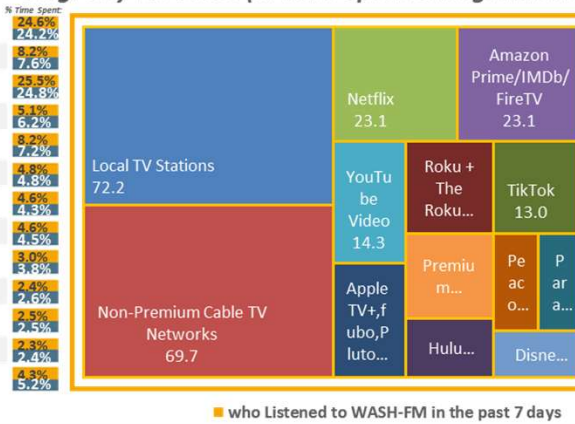 % Time Spent:
24.6%
24.2%
8.2%
7.6%
25.5%
24.8%
5.1%
6.2%
8.2%
7.2%
4.8%
4.8%
4.6%
4.3%
4.6%
4.5%
3.0%
3.8%
2.4%
2.6%
2.5%
2.5%
2.3%
2.4%
4.3%
5.2%
Local TV Stations
72.2
Non-Premium Cable TV
Networks
69.7
Netflix
23.1
Amazon
Prime/IMDb/
FireTV
23.1
YouTu
be
Video
14.3
Roku +
The
Roku...
TikTok
13.0
Apple
TV+,f
ubo,P
luto...
Premiu
m...
Pe
ac
o...
P
ar
a...
Hulu...
Disne...
who Listened to WASH-FM in the past 7 days